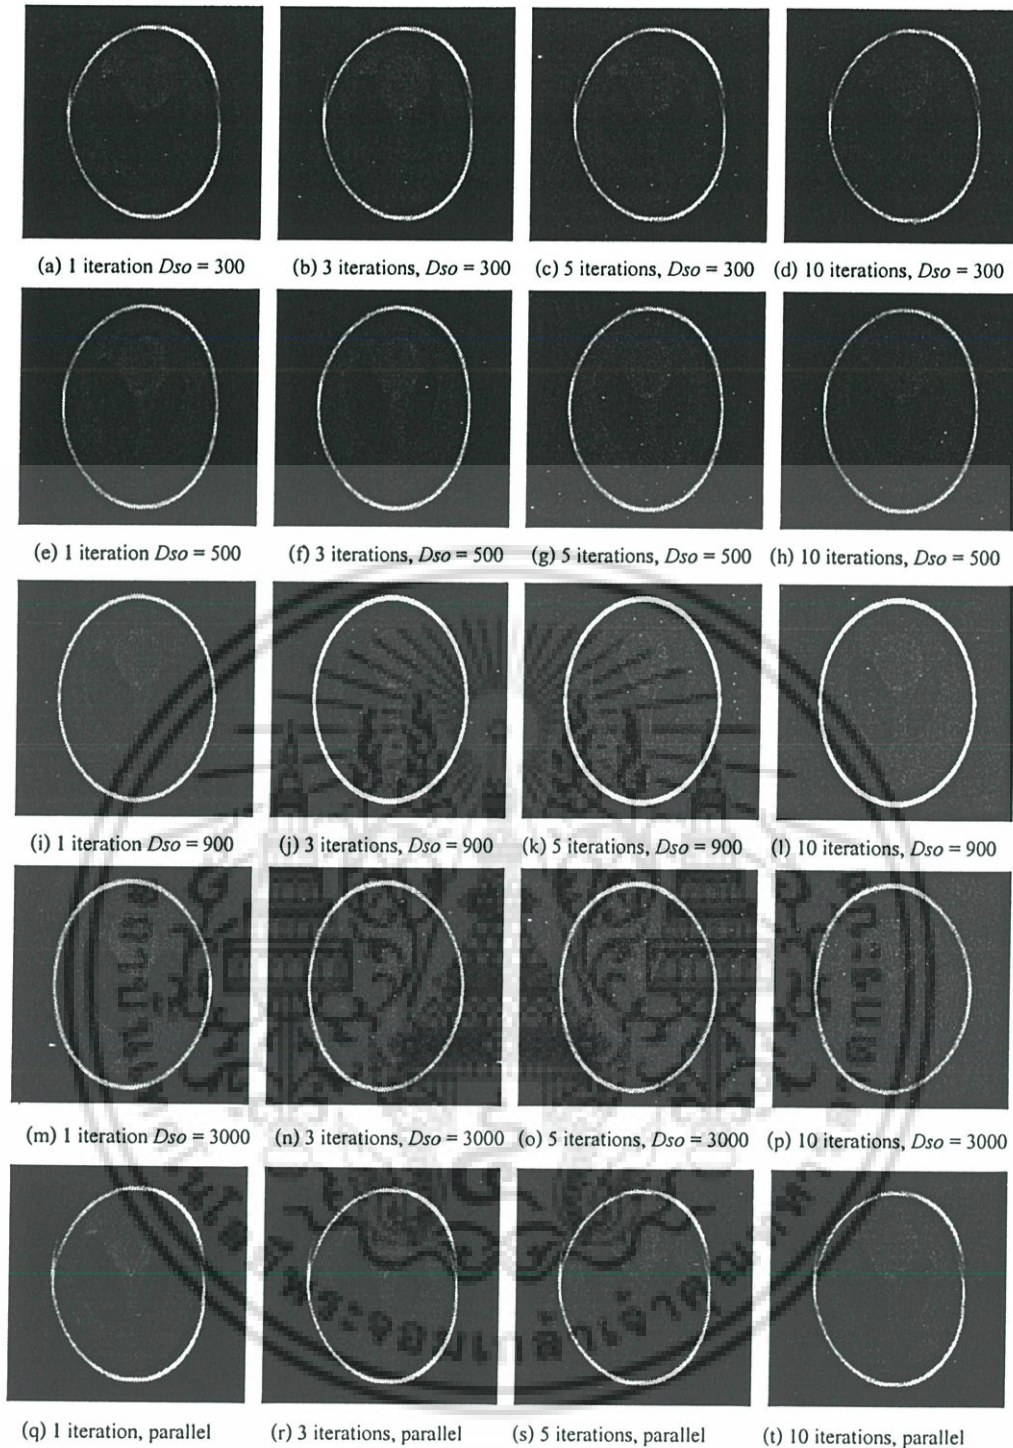 (a) 1 iteration Dso = 300
(b) 3 iterations, Dso = 300
(c) 5 iterations, Dso = 300
(d) 10 iterations, Dso = 300
(e) 1 iteration Dso = 500
(f) 3 iterations, Dso = 500
(g) 5 iterations, Dso = 500
(h) 10 iterations, Dso = 500
(i) 1 iteration Dso = 900
(j) 3 iterations, Dso = 900
(k) 5 iterations, Dso = 900
(l) 10 iterations, Dso = 900
(m) 1 iteration Dso = 3000
(n) 3 iterations, Dso = 3000
(o) 5 iterations, Dso = 3000
(p) 10 iterations, Dso = 3000
(q) 1 iteration, parallel
(r) 3 iterations, parallel
(s) 5 iterations, parallel
(t) 10 iterations, parallel